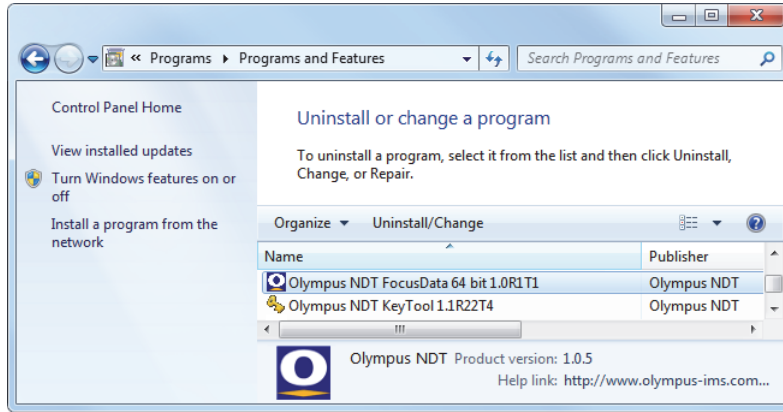 « Programs ▸ Programs and Features
Search Programs and Features
Control Panel Home
View installed updates
Turn Windows features on or
off
Install a program from the
network
Uninstall or change a program
To uninstall a program, select it from the list and then click Uninstall,
Change, or Repair.
Organize Uninstall/Change
Name Publisher
Olympus NDT FocusData 64 bit 1.0R1T1 Olympus NDT
Olympus NDT KeyTool 1.1R22T4 Olympus NDT
Olympus NDT Product version: 1.0.5
Help link: http://www.olympus-ims.com...